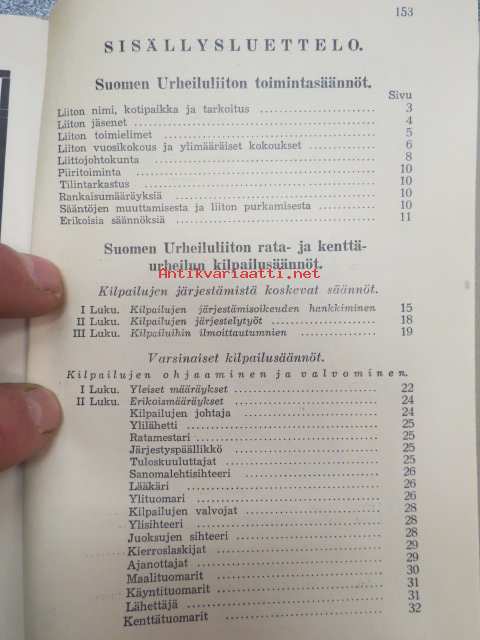 153
SISÄLLYSLUETTELO.
Suomen Urheiluliiton toimintasäännöt.
Sivu
Liiton nimi, kotipaikka ja tarkoitus 3
Liiton jäsenet 4
Liiton toimielimet 5
Liiton vuosikokous ja ylimääräiset kokoukset 6
Liittojohtokunta 8
Piiritoiminta 10
Tilintarkastus 10
Rankaisumääräyksiä 10
Sääntöjen muuttamisesta ja liiton purkamisesta 10
Erikoisia säännöksiä 11
Suomen Urheiluliiton rata- ja kenttä-
urheilun kilpailusäännöt.
Antikvariaatti.net
Kilpailujen järjestämistä koskevat säännöt.
I Luku. Kilpailujen järjestämisoikeuden hankkiminen 15
II Luku. Kilpailujen järjestelytyöt 18
III Luku. Kilpailuihin ilmoittautuminen 19
Varsinaiset kilpailusäännöt.
Kilpailujen ohjaaminen ja valvominen.
I Luku. Yleiset määräykset 22
II Luku. Erikoismääräykset 24
Kilpailujen johtaja 24
Ylilähetti 25
Ratamestari 25
Järjestyspäällikkö 25
Tuloskuuluttajat 25
Sanomalehtisihteeri 26
Lääkäri 26
Ylituomari 26
Kilpailujen valvojat 28
Ylisihteeri 28
Juoksujen sihteeri 28
Kierroslaskijat 29
Ajanottajat 29
Maalituomarit 30
Käyntituomarit 31
Lähettäjä 31
Kenttätuomarit 32